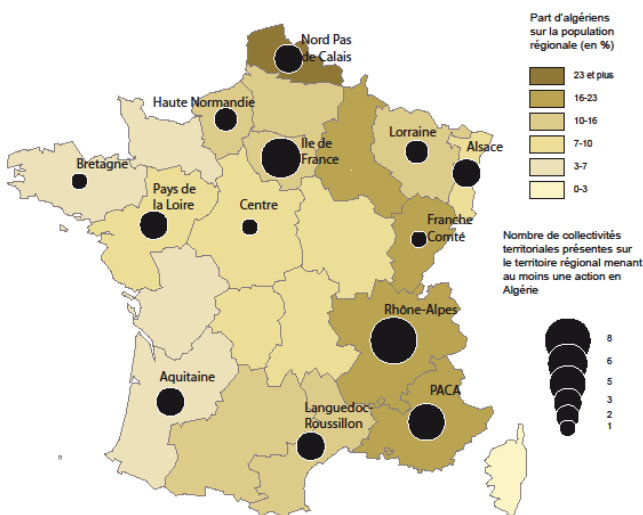 Nord Pas
de Calais
Haute Normandie
Ile de
France
Lorraine
Alsace
Bretagne
Pays de
la Loire
Centre
Franche
Comté
Rhône-Alpes
Aquitaine
PACA
Languedoc-
Roussillon
Part d'algériens
sur la population
régionale (en %)
23 et plus
16-23
10-16
7-10
3-7
0-3
Nombre de collectivités
territoriales présentes sur
le territoire régional menant
au moins une action en
Algérie
8
6
5
3
2
1